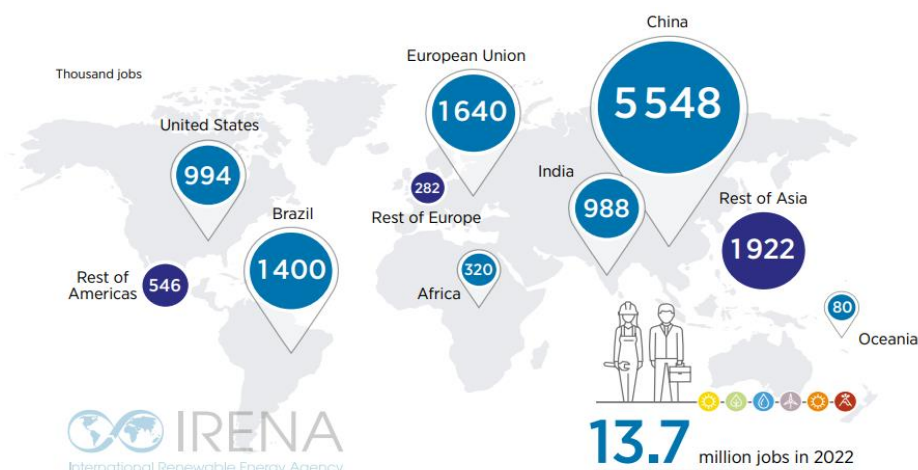 China
European Union
Thousand jobs
5 548
1640
United States
994
India
282
988
Rest of Asia
Rest of Europe
Brazil
1922
1400
320
Rest of
Americas
546
Africa
80
Oceania
IRENA
International Renewable Energy Agency
13.7 million jobs in 2022